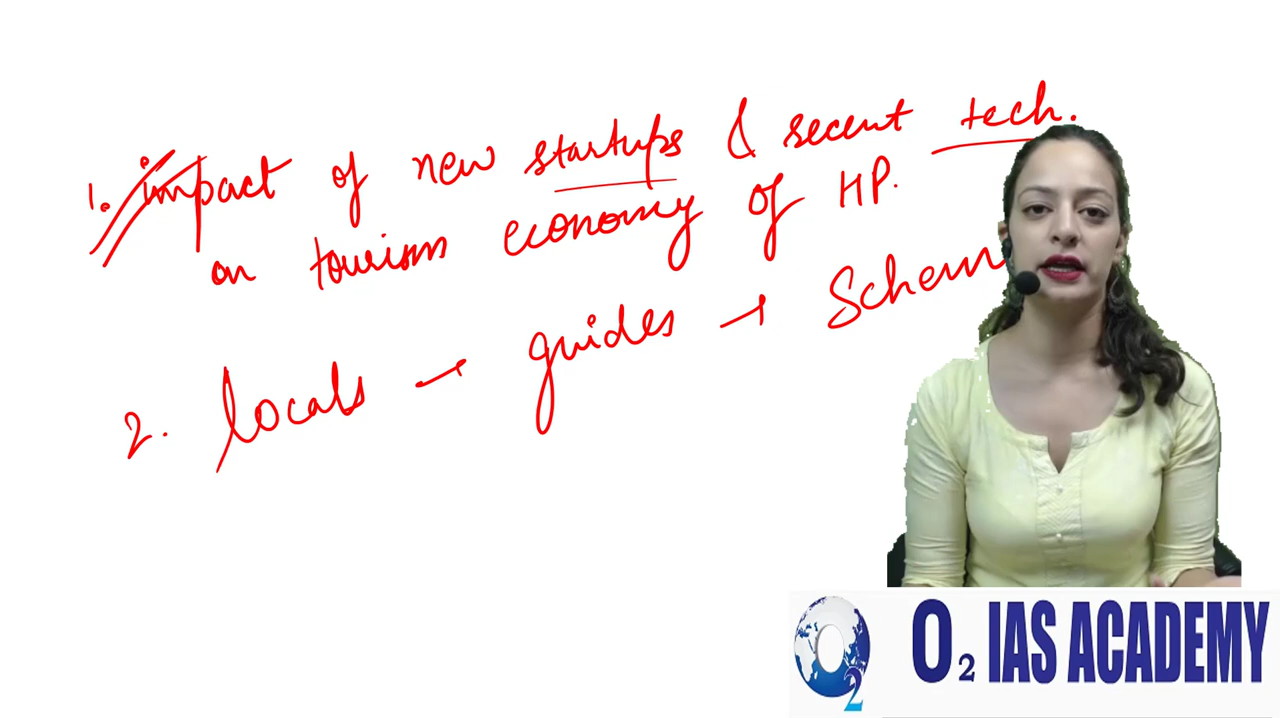 1. impact of new startups & recent tech.
on tourism economy of HP.
2. locals → guides → Schem
O2 IAS ACADEMY
O2